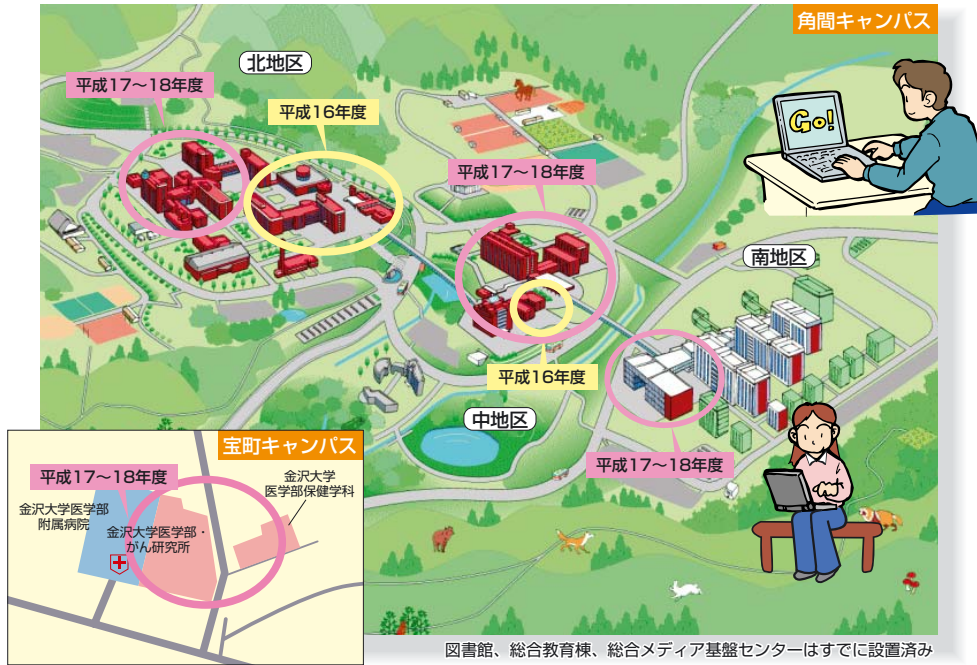 角間キャンパス
北地区
平成17～18年度
平成16年度
Go!
平成17～18年度
南地区
平成16年度
中地区
平成17～18年度
宝町キャンパス
平成17～18年度
金沢大学
医学部保健学科
金沢大学医学部
附属病院
金沢大学医学部・
がん研究所
図書館、総合教育棟、総合メディア基盤センターはすでに設置済み